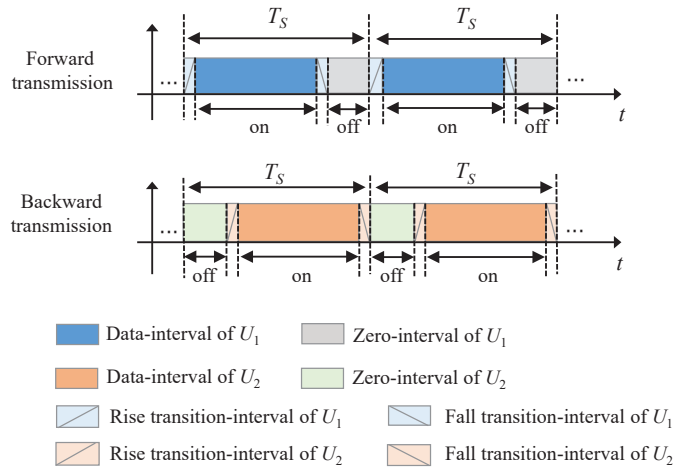 T_S T_S
Forward
transmission
... ...
on off on off t
Backward
transmission
T_S T_S
... ...
off on off on t
Data-interval of U_1 Zero-interval of U_1
Data-interval of U_2 Zero-interval of U_2
Rise transition-interval of U_1 Fall transition-interval of U_1
Rise transition-interval of U_2 Fall transition-interval of U_2